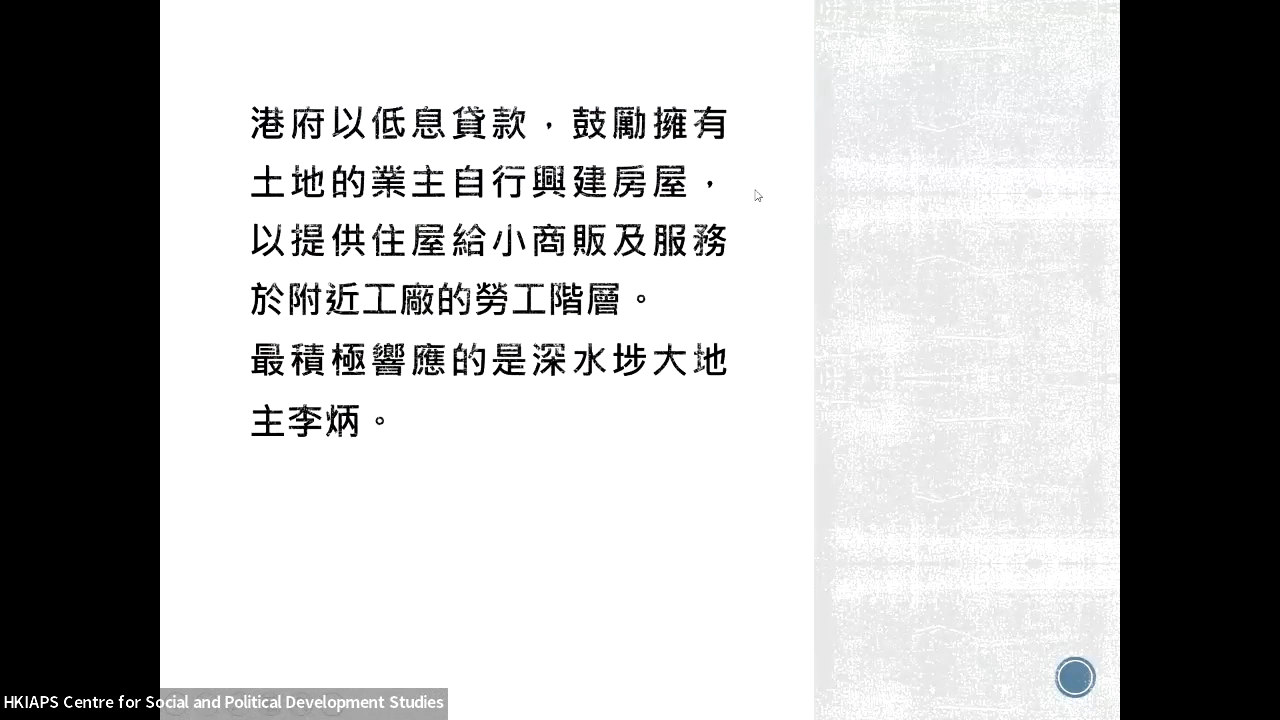 港府以低息貸款，鼓勵擁有
土地的業主自行興建房屋，
以提供住屋給小商販及服務
於附近工廠的勞工階層。
最積極響應的是深水埗大地
主李炳。
HKIAPS Centre for Social and Political Development Studies